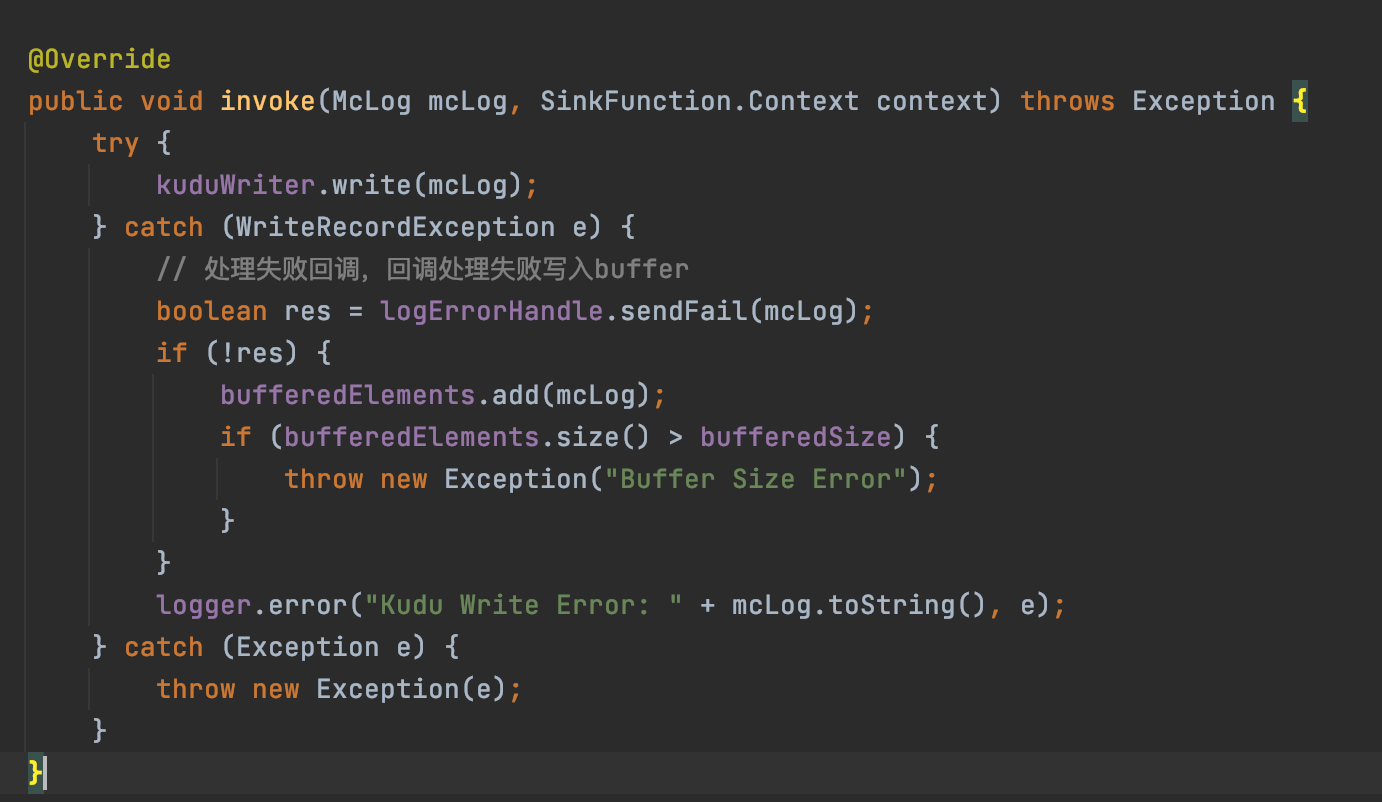 @Override
public void invoke(McLog mcLog, SinkFunction.Context context) throws Exception {
    try {
        kuduWriter.write(mcLog);
    } catch (WriteRecordException e) {
        // 处理失败回调，回调处理失败写入buffer
        boolean res = logErrorHandle.sendFail(mcLog);
        if (!res) {
            bufferedElements.add(mcLog);
            if (bufferedElements.size() > bufferedSize) {
                throw new Exception("Buffer Size Error");
            }
        }
        logger.error("Kudu Write Error: " + mcLog.toString(), e);
    } catch (Exception e) {
        throw new Exception(e);
    }
}